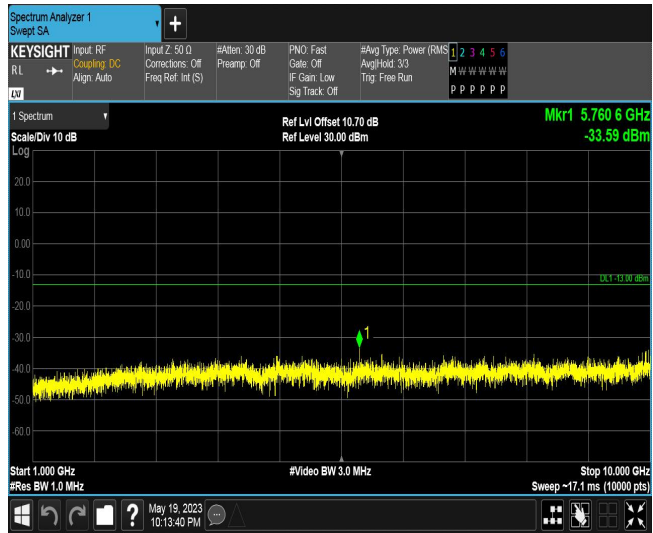 Spectrum Analyzer 1
Swept SA
+
KEYSIGHT Input: RF Input Z: 50 Ω #Atten: 30 dB PNO: Fast #Avg Type: Power (RMS 1 2 3 4 5 6
RL Coupling: DC Corrections: Off Preamp: Off Gate: Off Avg|Hold: 3/3 M W W W W W
Align: Auto Freq Ref: Int (S) IF Gain: Low Trig: Free Run
LXI Sig Track: Off P P P P P P
1 Spectrum Ref Lvl Offset 10.70 dB Mkr1 5.760 6 GHz
Scale/Div 10 dB Ref Level 30.00 dBm -33.59 dBm
Log
20.0
10.0
0.00
-10.0
DL1 -13.00 dBm
-20.0
-30.0
1
-40.0
-50.0
-60.0
Start 1.000 GHz #Video BW 3.0 MHz Stop 10.000 GHz
#Res BW 1.0 MHz Sweep ~17.1 ms (10000 pts)
? May 19, 2023
10:13:40 PM